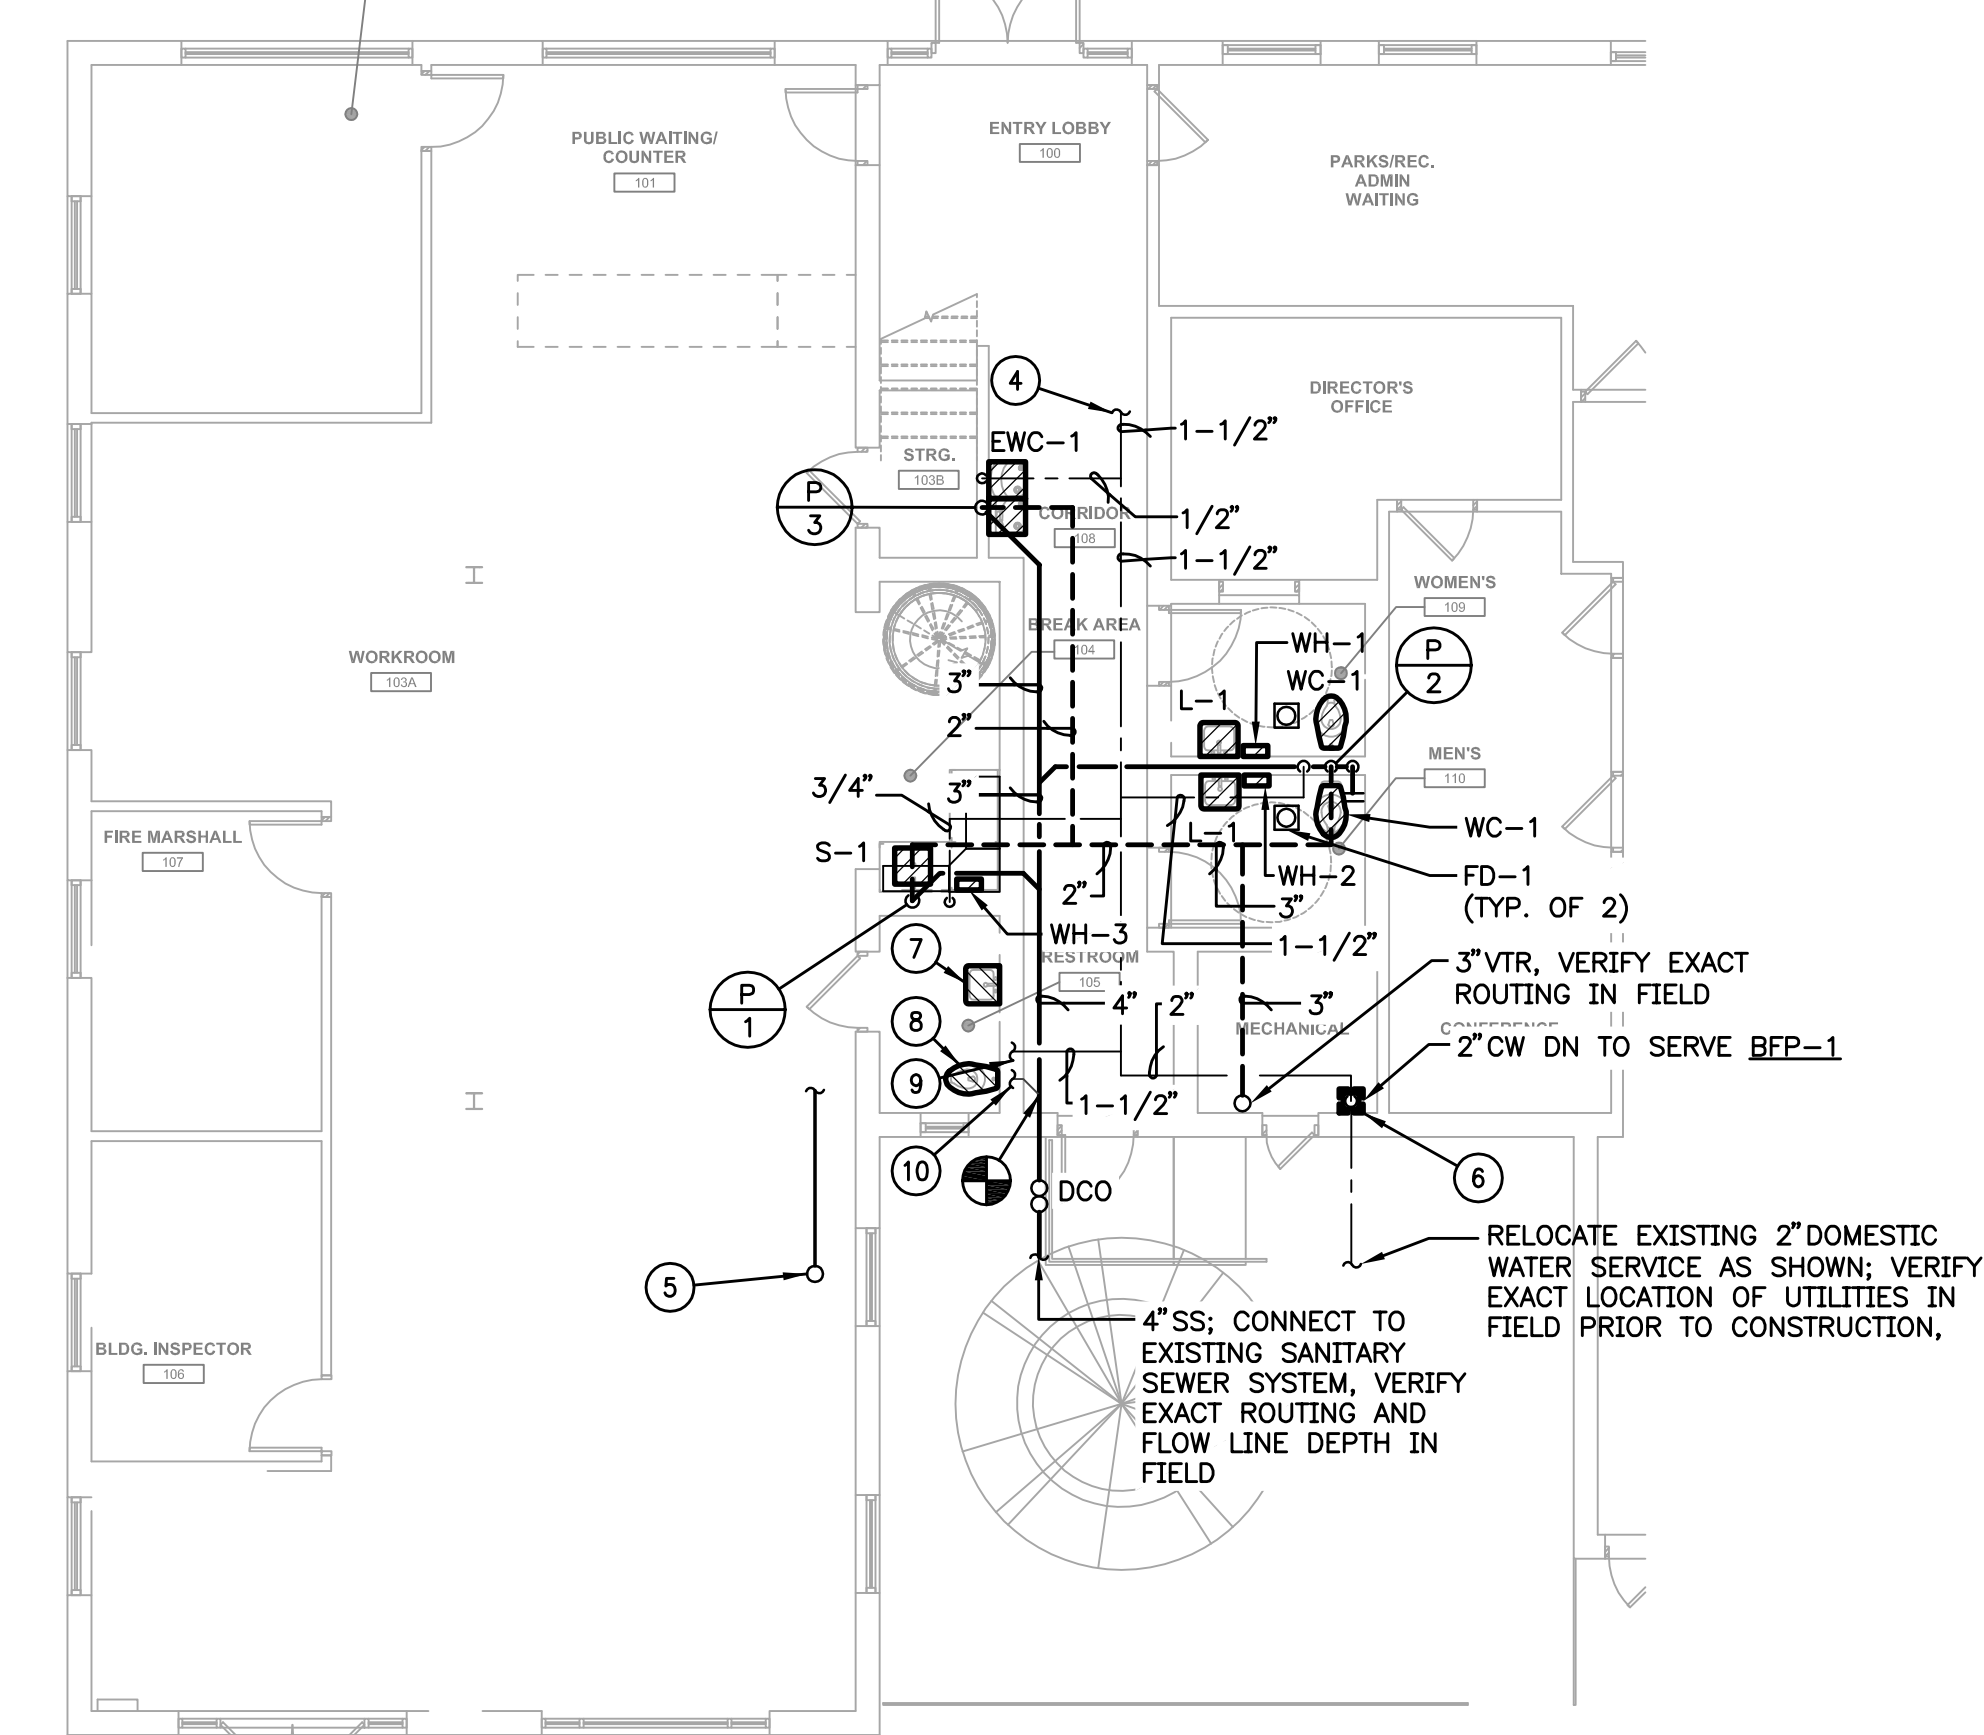 PUBLIC WAITING/
COUNTER
101
ENTRY LOBBY
100
PARKS/REC.
ADMIN
WAITING
DIRECTOR'S
OFFICE
4
1-1/2"
EWC-1
STRG.
103B
P
3
CORRIDOR
108
1/2"
1-1/2"
WOMEN'S
109
BREAK AREA
104
WH-1
P
2
WORKROOM
103A
3"
WC-1
L-1
2"
MEN'S
110
3/4"
3"
FIRE MARSHALL
107
S-1
L-1
WC-1
WH-2
FD-1
(TYP. OF 2)
2"
3"
WH-3
1-1/2"
7
RESTROOM
105
3" VTR, VERIFY EXACT
ROUTING IN FIELD
P
1
4"
2"
3"
8
MECHANICAL
CONFERENCE
2" CW DN TO SERVE BFP-1
9
1-1/2"
10
DCO
6
5
RELOCATE EXISTING 2" DOMESTIC
WATER SERVICE AS SHOWN; VERIFY
EXACT LOCATION OF UTILITIES IN
FIELD PRIOR TO CONSTRUCTION,
4" SS; CONNECT TO
EXISTING SANITARY
SEWER SYSTEM, VERIFY
EXACT ROUTING AND
FLOW LINE DEPTH IN
FIELD
BLDG. INSPECTOR
106